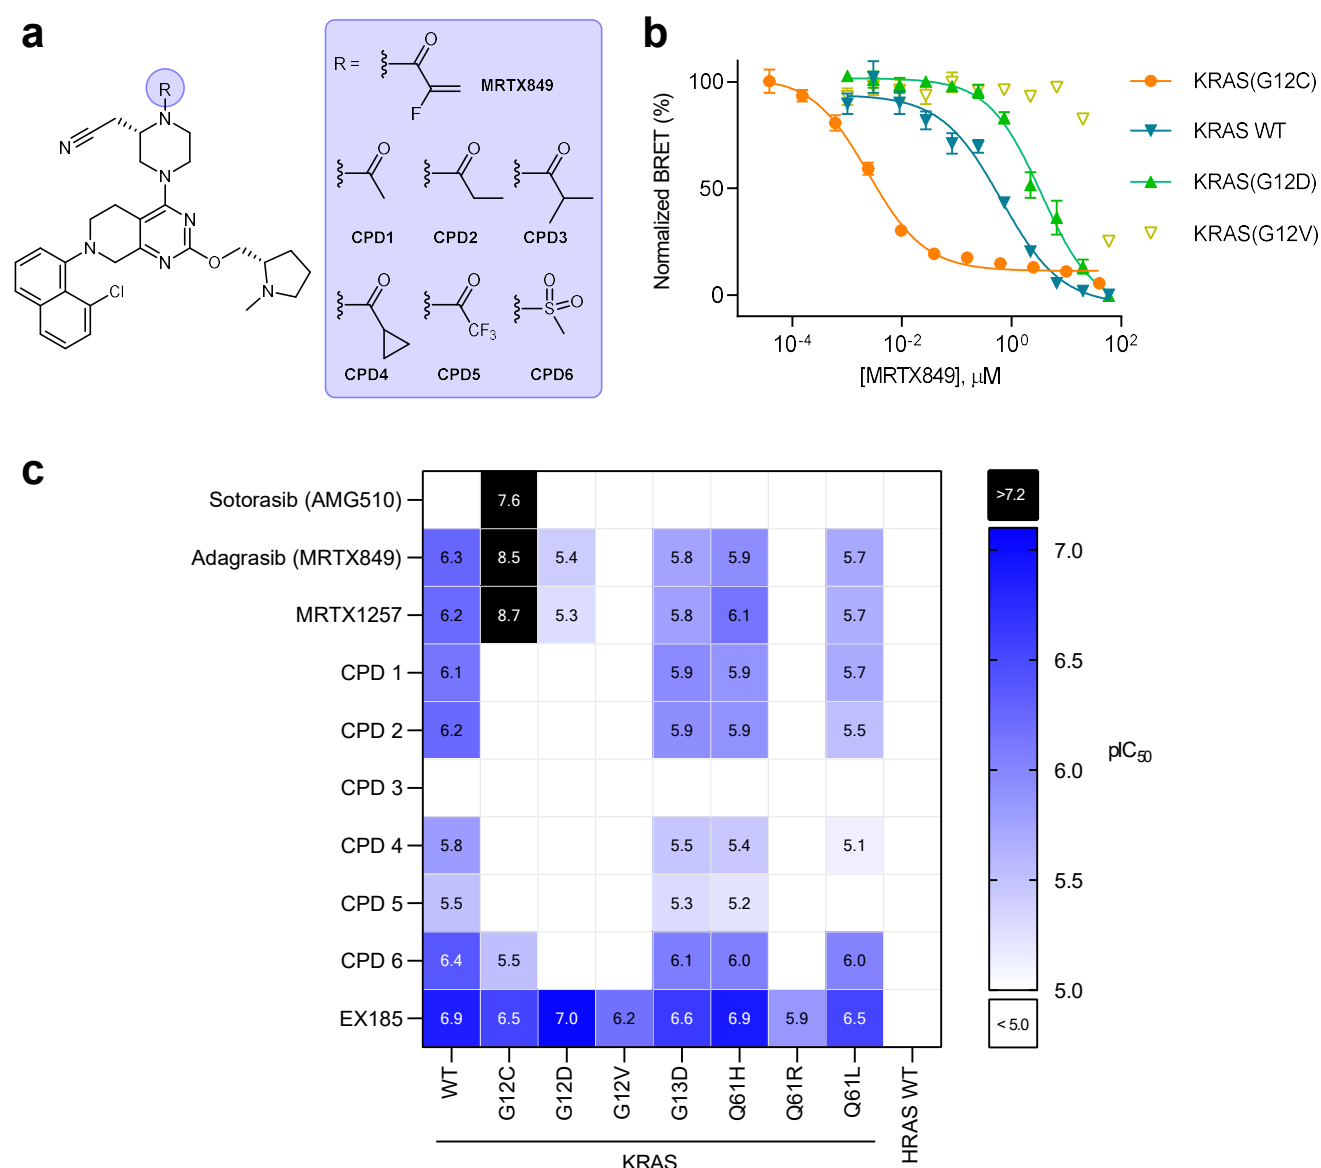 a
R
N
N
N
N
N
N
O
N
Cl
R =
O
F
MRTX849
O
O
O
CPD1
CPD2
CPD3
O
O
CF3
O
S
O
CPD4
CPD5
CPD6
b
Normalized BRET (%)
100
50
0
10-4
10-2
100
102
[MRTX849], μM
KRAS(G12C)
KRAS WT
KRAS(G12D)
KRAS(G12V)
c
Sotorasib (AMG510) 7.6
Adagrasib (MRTX849) 6.3 8.5 5.4 5.8 5.9 5.7
MRTX1257 6.2 8.7 5.3 5.8 6.1 5.7
CPD 1 6.1 5.9 5.9 5.7
CPD 2 6.2 5.9 5.9 5.5
CPD 3
CPD 4 5.8 5.5 5.4 5.1
CPD 5 5.5 5.3 5.2
CPD 6 6.4 5.5 6.1 6.0 6.0
EX185 6.9 6.5 7.0 6.2 6.6 6.9 5.9 6.5
WT
G12C
G12D
G12V
G13D
Q61H
Q61R
Q61L
HRAS WT
KRAS
>7.2
7.0
6.5
6.0
5.5
5.0
< 5.0
pIC50